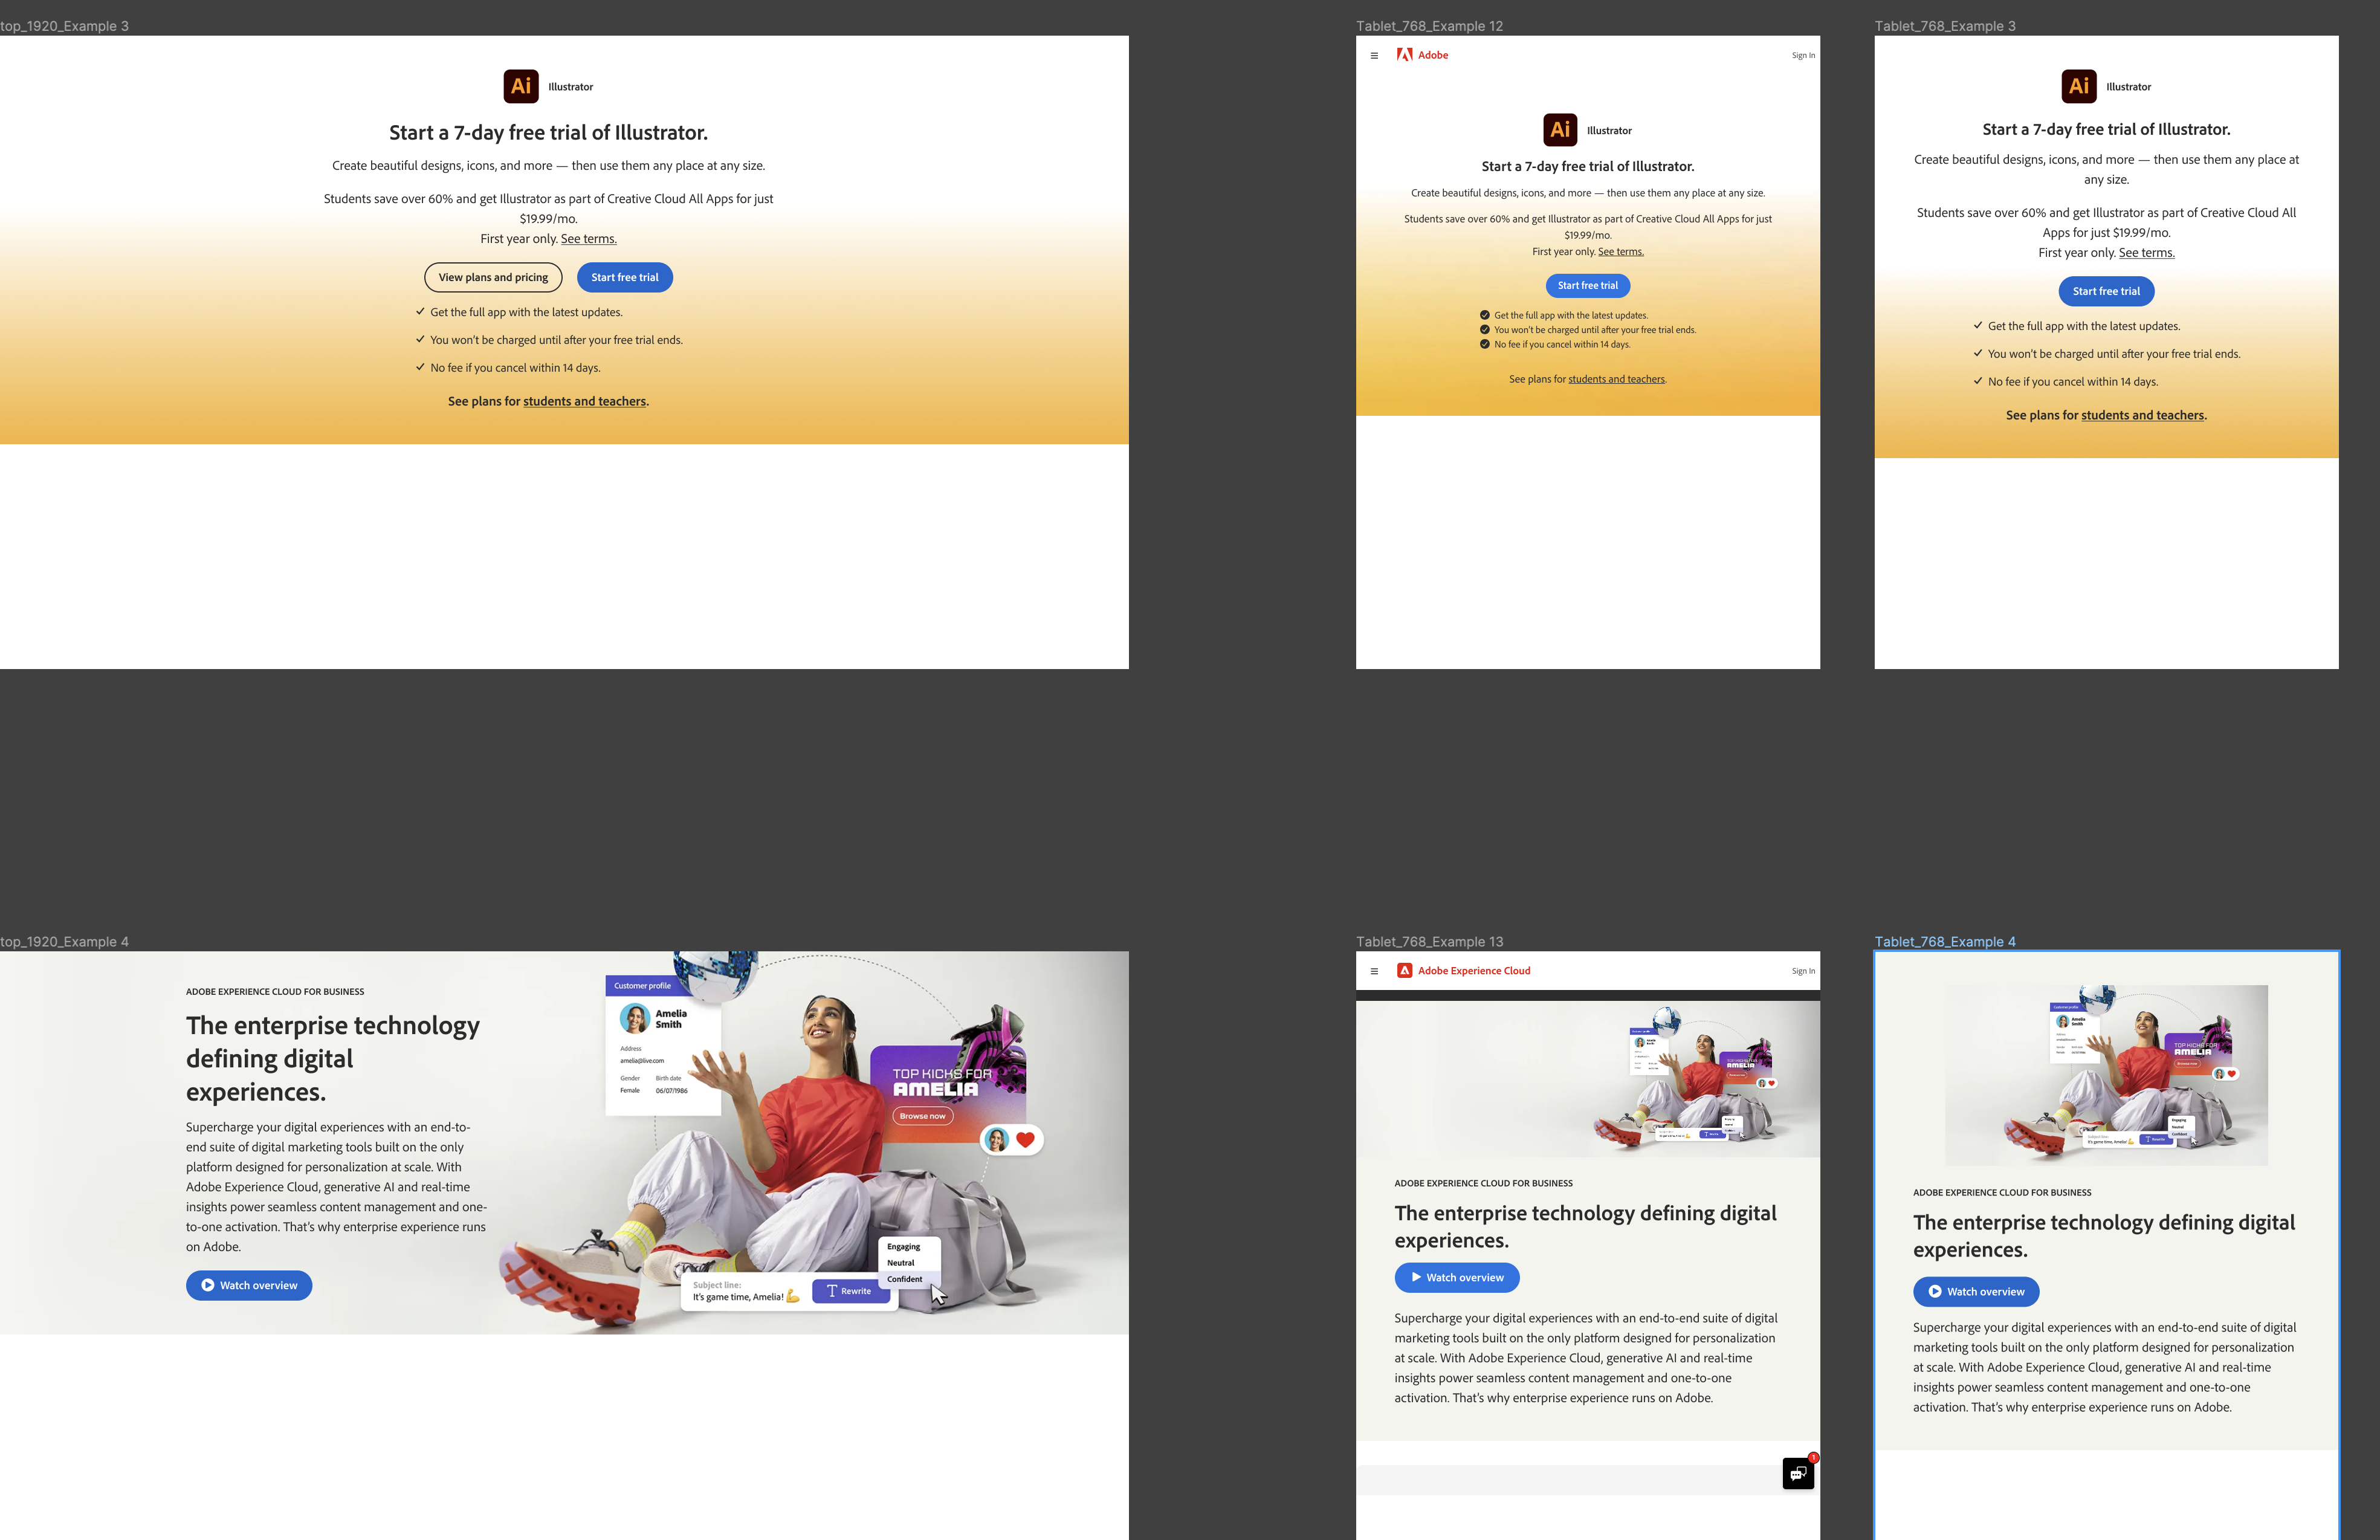 top_1920_Example 3
Ai Illustrator
Start a 7-day free trial of Illustrator.
Create beautiful designs, icons, and more — then use them any place at any size.
Students save over 60% and get Illustrator as part of Creative Cloud All Apps for just
$19.99/mo.
First year only. See terms.
View plans and pricing
Start free trial
Get the full app with the latest updates.
You won't be charged until after your free trial ends.
No fee if you cancel within 14 days.
See plans for students and teachers.
Tablet_768_Example 12
Adobe
Sign In
Ai Illustrator
Start a 7-day free trial of Illustrator.
Create beautiful designs, icons, and more — then use them any place at any size.
Students save over 60% and get Illustrator as part of Creative Cloud All Apps for just
$19.99/mo.
First year only. See terms.
Start free trial
Get the full app with the latest updates.
You won't be charged until after your free trial ends.
No fee if you cancel within 14 days.
See plans for students and teachers.
Tablet_768_Example 3
Ai Illustrator
Start a 7-day free trial of Illustrator.
Create beautiful designs, icons, and more — then use them any place at
any size.
Students save over 60% and get Illustrator as part of Creative Cloud All
Apps for just $19.99/mo.
First year only. See terms.
Start free trial
Get the full app with the latest updates.
You won't be charged until after your free trial ends.
No fee if you cancel within 14 days.
See plans for students and teachers.
top_1920_Example 4
ADOBE EXPERIENCE CLOUD FOR BUSINESS
The enterprise technology
defining digital
experiences.
Supercharge your digital experiences with an end-to-
end suite of digital marketing tools built on the only
platform designed for personalization at scale. With
Adobe Experience Cloud, generative AI and real-time
insights power seamless content management and one-
to-one activation. That's why enterprise experience runs
on Adobe.
Watch overview
Customer profile
Amelia
Smith
Address
amelia@live.com
Gender Birth date
Female 06/07/1986
TOP KICKS FOR
AMELIA
Browse now
Engaging
Neutral
Confident
Subject line:
It's game time, Amelia!
Rewrite
Tablet_768_Example 13
Adobe Experience Cloud
Sign In
TOP KICKS FOR
AMELIA
ADOBE EXPERIENCE CLOUD FOR BUSINESS
The enterprise technology defining digital
experiences.
Watch overview
Supercharge your digital experiences with an end-to-end suite of digital
marketing tools built on the only platform designed for personalization
at scale. With Adobe Experience Cloud, generative AI and real-time
insights power seamless content management and one-to-one
activation. That's why enterprise experience runs on Adobe.
1
Tablet_768_Example 4
Customer profile
Amelia
Smith
TOP KICKS FOR
AMELIA
Browse now
Engaging
Neutral
Confident
Subject line:
It's game time, Amelia!
Rewrite
ADOBE EXPERIENCE CLOUD FOR BUSINESS
The enterprise technology defining digital
experiences.
Watch overview
Supercharge your digital experiences with an end-to-end suite of digital
marketing tools built on the only platform designed for personalization
at scale. With Adobe Experience Cloud, generative AI and real-time
insights power seamless content management and one-to-one
activation. That's why enterprise experience runs on Adobe.